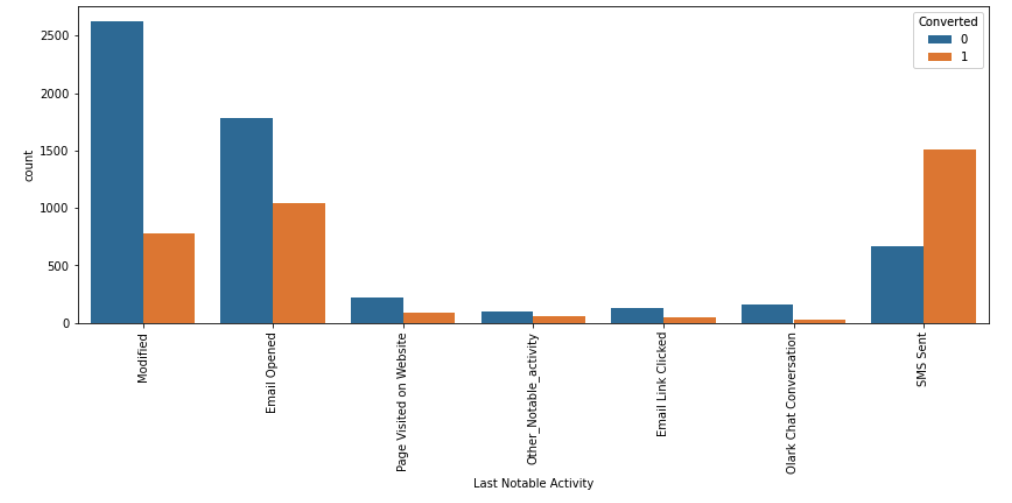 Converted
0
1
2500
2000
1500
1000
500
0
count
Modified
Email Opened
Page Visited on Website
Other_Notable_activity
Email Link Clicked
Olark Chat Conversation
SMS Sent
Last Notable Activity